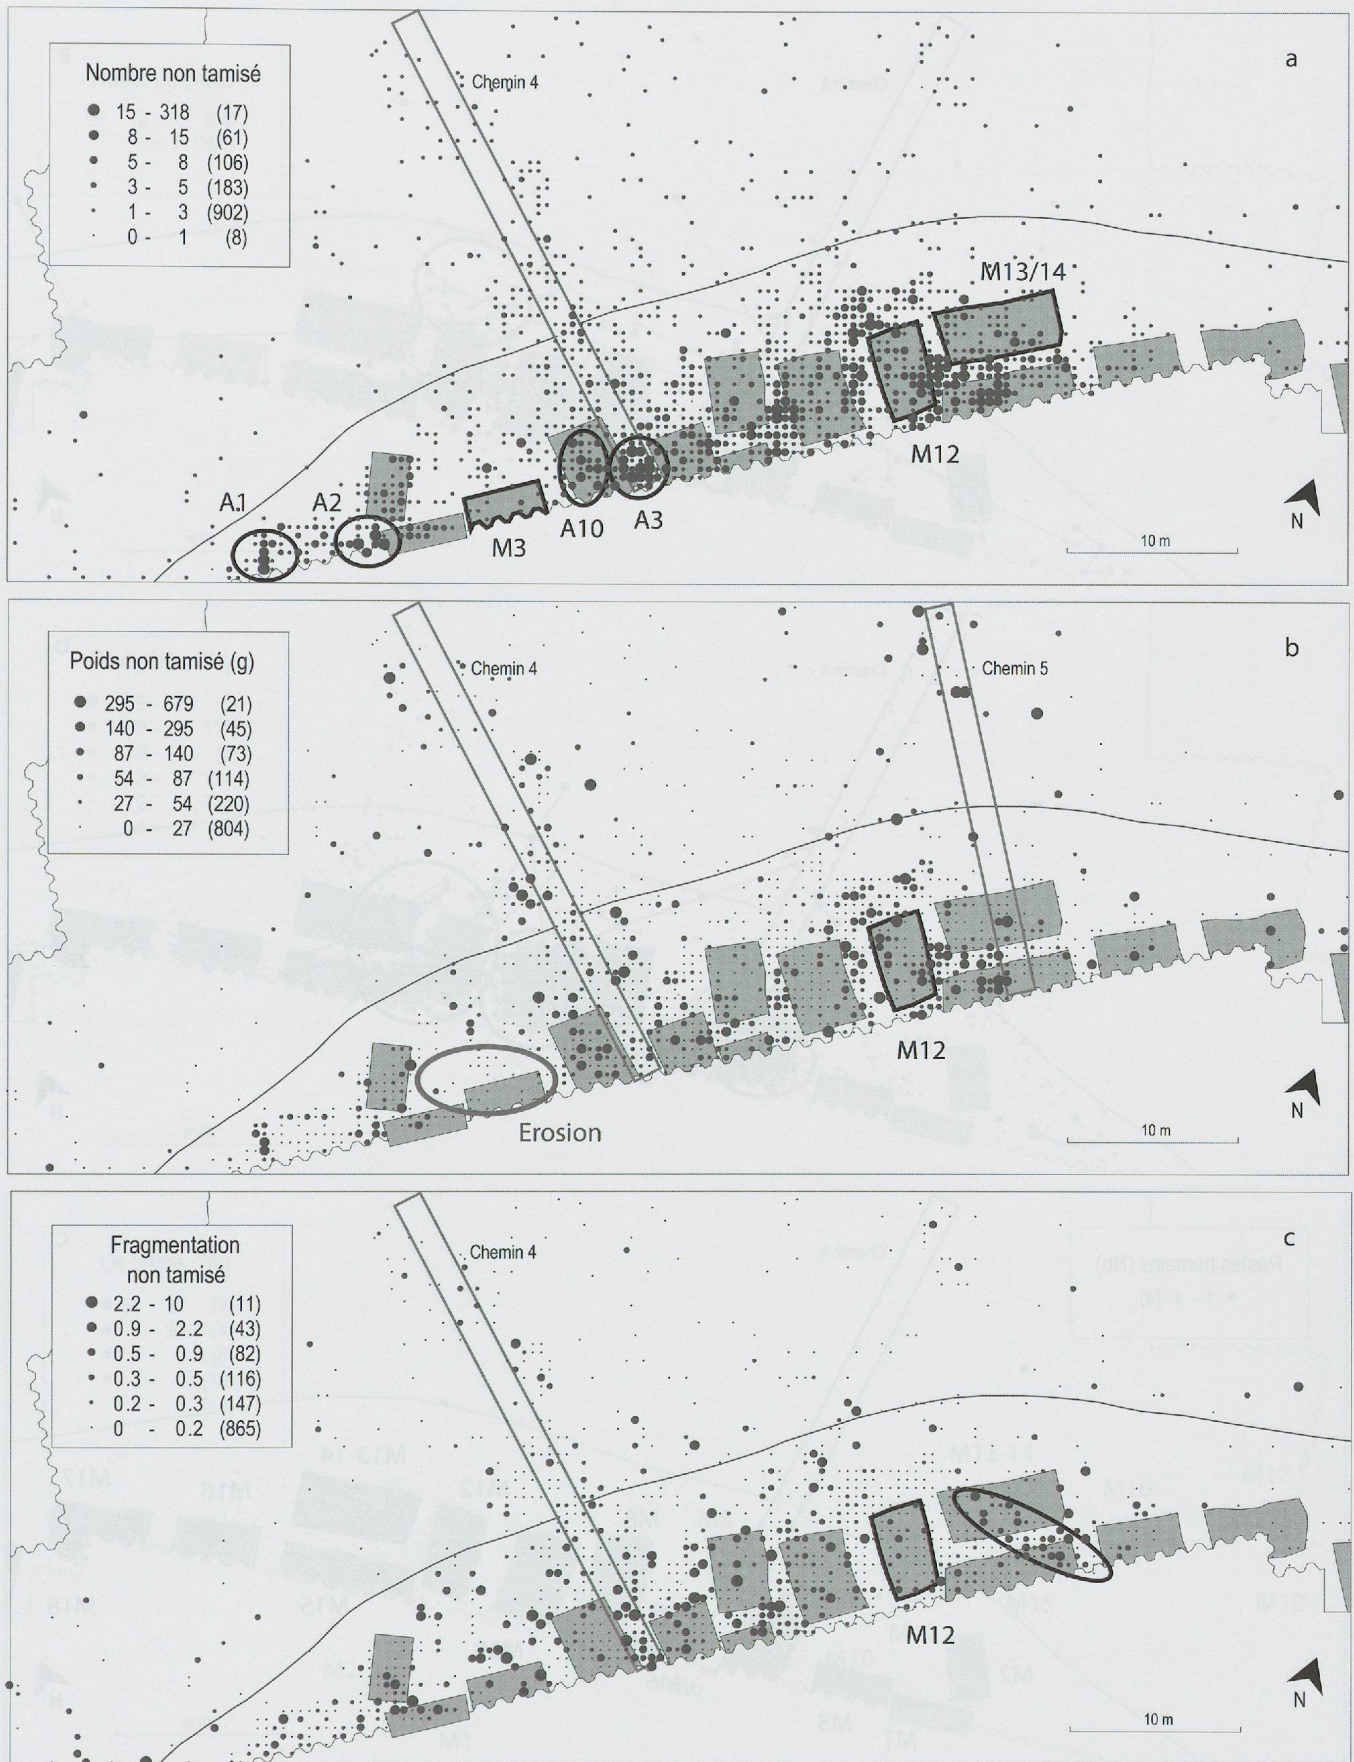 a
Nombre non tamisé
15 - 318 (17)
8 - 15 (61)
5 - 8 (106)
3 - 5 (183)
1 - 3 (902)
0 - 1 (8)
Chemin 4
M13/14
M12
A1
A2
M3
A10
A3
N
10 m
b
Poids non tamisé (g)
295 - 679 (21)
140 - 295 (45)
87 - 140 (73)
54 - 87 (114)
27 - 54 (220)
0 - 27 (804)
Chemin 4
Chemin 5
M12
Erosion
N
10 m
c
Fragmentation
non tamisé
2.2 - 10 (11)
0.9 - 2.2 (43)
0.5 - 0.9 (82)
0.3 - 0.5 (116)
0.2 - 0.3 (147)
0 - 0.2 (865)
Chemin 4
M12
N
10 m